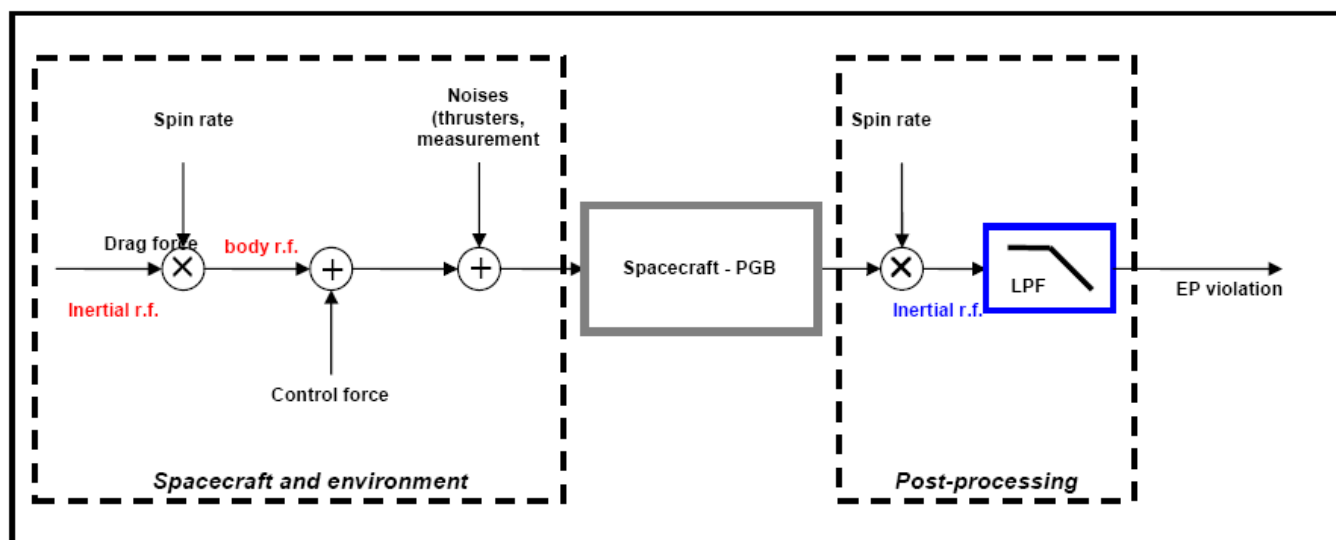 Spin rate
Noises
(thrusters,
measurement
Spin rate
Drag force
body r.f.
Inertial r.f.
Control force
Spacecraft - PGB
LPF
Inertial r.f.
EP violation
Spacecraft and environment
Post-processing